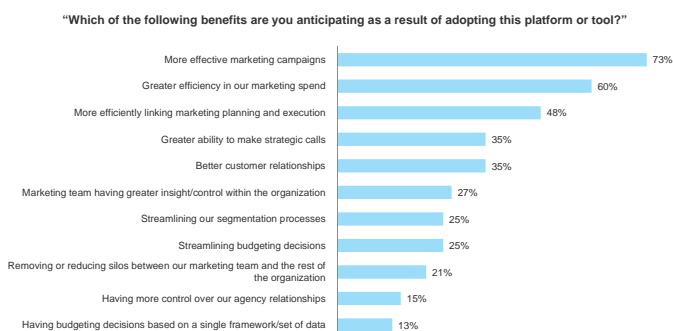 “Which of the following benefits are you anticipating as a result of adopting this platform or tool?”
More effective marketing campaigns 73%
Greater efficiency in our marketing spend 60%
More efficiently linking marketing planning and execution 48%
Greater ability to make strategic calls 35%
Better customer relationships 35%
Marketing team having greater insight/control within the organization 27%
Streamlining our segmentation processes 25%
Streamlining budgeting decisions 25%
Removing or reducing silos between our marketing team and the rest of
the organization 21%
Having more control over our agency relationships 15%
Having budgeting decisions based on a single framework/set of data 13%